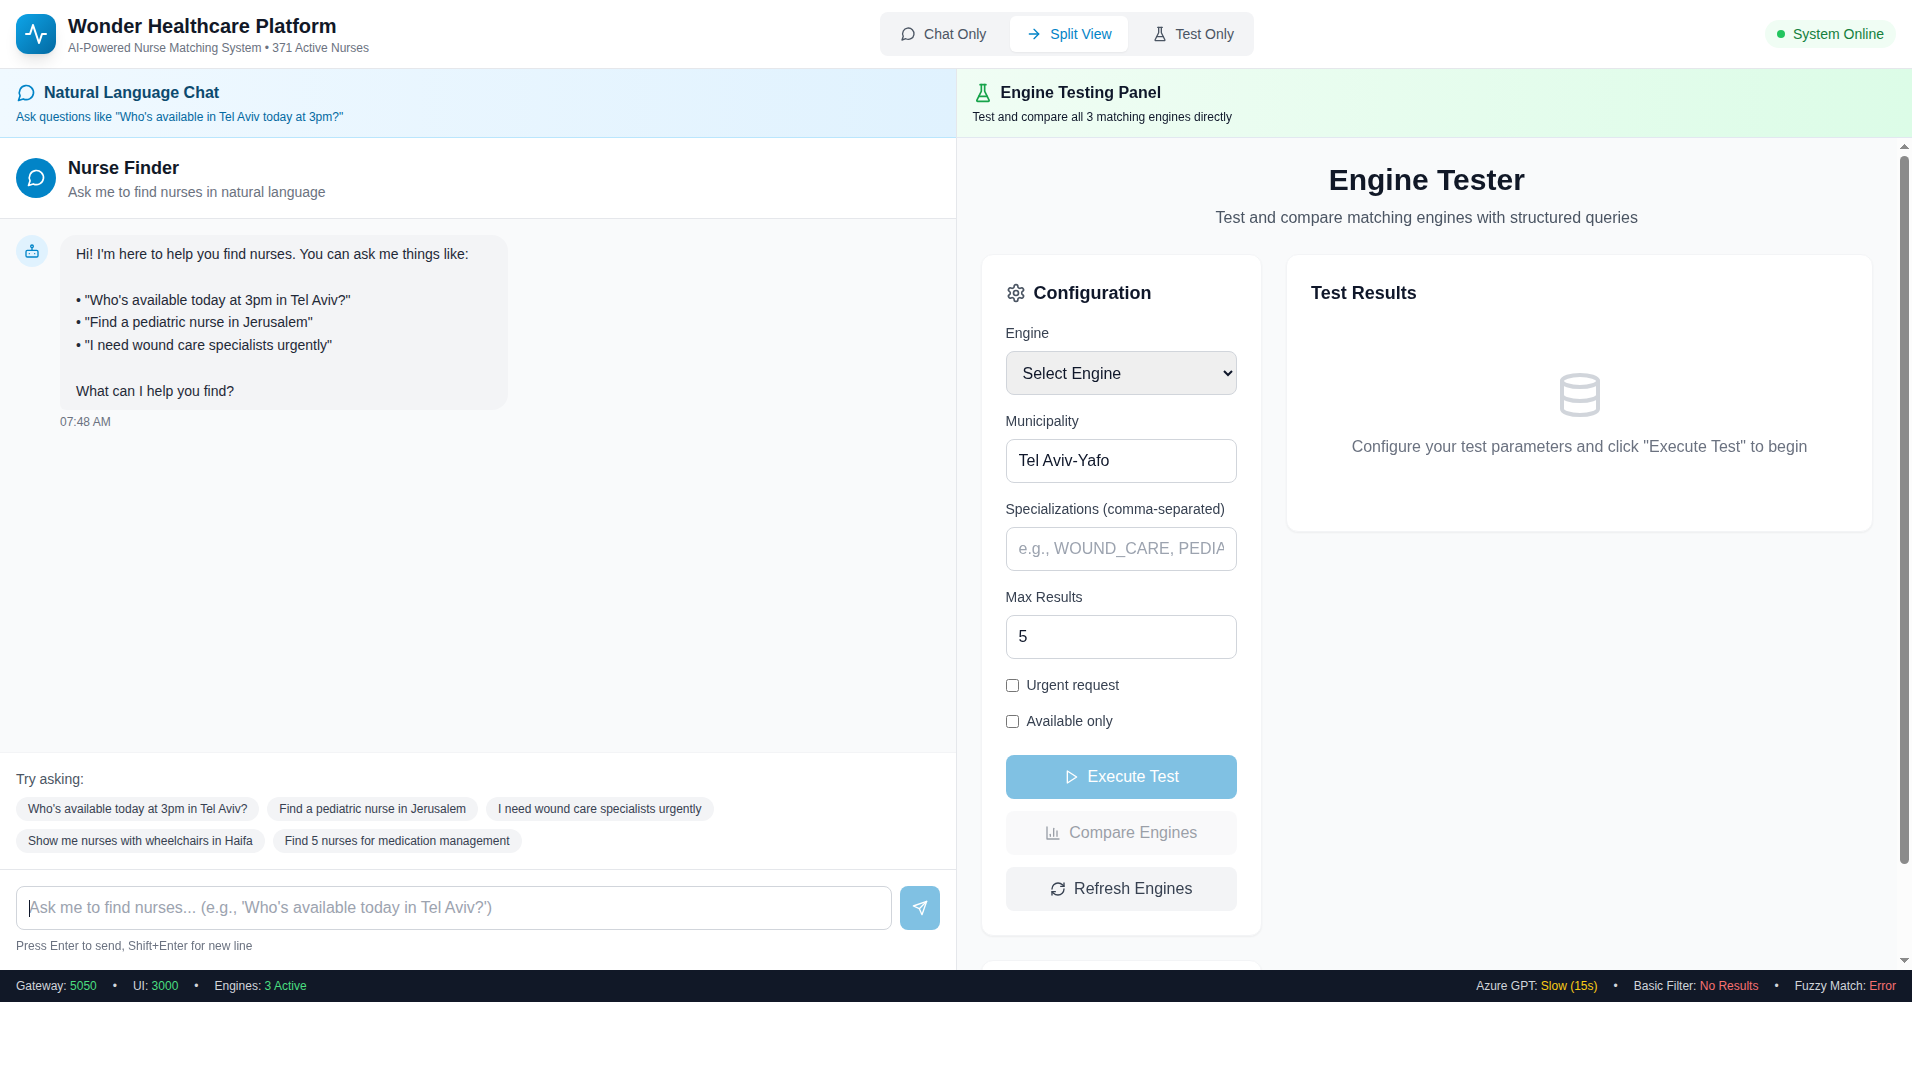 Wonder Healthcare Platform
AI-Powered Nurse Matching System • 371 Active Nurses
Chat Only
Split View
Test Only
System Online
Natural Language Chat
Ask questions like "Who's available in Tel Aviv today at 3pm?"
Nurse Finder
Ask me to find nurses in natural language
Hi! I'm here to help you find nurses. You can ask me things like:
• "Who's available today at 3pm in Tel Aviv?"
• "Find a pediatric nurse in Jerusalem"
• "I need wound care specialists urgently"
What can I help you find?
07:48 AM
Try asking:
Who's available today at 3pm in Tel Aviv?
Find a pediatric nurse in Jerusalem
I need wound care specialists urgently
Show me nurses with wheelchairs in Haifa
Find 5 nurses for medication management
Ask me to find nurses... (e.g., 'Who's available today in Tel Aviv?')
Press Enter to send, Shift+Enter for new line
Engine Testing Panel
Test and compare all 3 matching engines directly
Engine Tester
Test and compare matching engines with structured queries
Configuration
Engine
Select Engine
Municipality
Tel Aviv-Yafo
Specializations (comma-separated)
e.g., WOUND_CARE, PEDIA
Max Results
5
Urgent request
Available only
Execute Test
Compare Engines
Refresh Engines
Test Results
Configure your test parameters and click "Execute Test" to begin
Gateway: 5050 • UI: 3000 • Engines: 3 Active
Azure GPT: Slow (15s) • Basic Filter: No Results • Fuzzy Match: Error